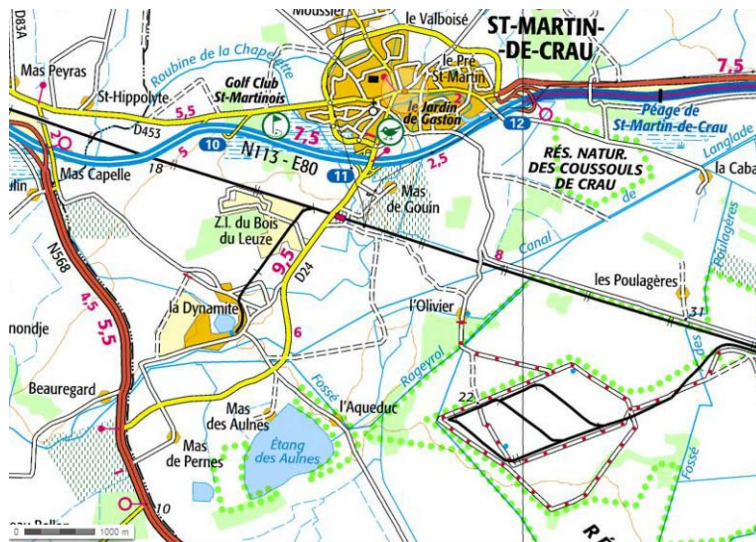 D83A
Moussier
le Valboisé
ST-MARTIN-
-DE-CRAU
Mas Peyras
Roubine de la Chapelette
le Pré
St-Martin
7,5
St-Hippolyte
Golf Club
St-Martinois
5,5
2
le Jardin
de Gaston
Péage de
St-Martin-de-Crau
D453
7,5
10
12
2
5
N113 - E80
2,5
11
RÉS. NATUR.
DES COUSSOULS
DE CRAU
Langlade
la Caba
18
Mas Capelle
Mas
de Gouin
de
Z.I. du Bois
du Leuze
Canal
Poulagères
N568
9,5
D24
8
les Poulagères
4,5
5,5
la Dynamite
l'Olivier
31
6
des
Beauregard
Rageyrol
Fossé
22
Mas
des Aulnes
l'Aqueduc
Mas
de Pernes
Étang
des Aulnes
Fossé
1
10
0
1000 m
R É